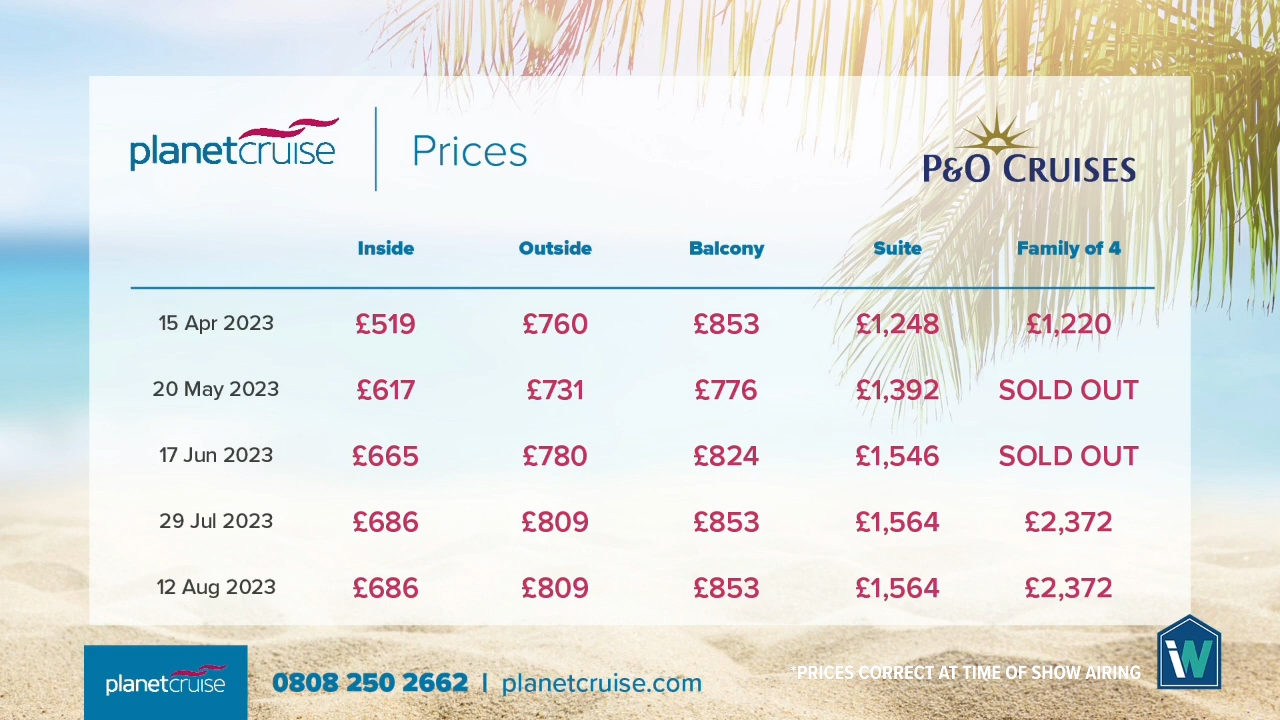 planetcruise | Prices
P&O CRUISES
Inside Outside Balcony Suite Family of 4
15 Apr 2023 £519 £760 £853 £1,248 £1,220
20 May 2023 £617 £731 £776 £1,392 SOLD OUT
17 Jun 2023 £665 £780 £824 £1,546 SOLD OUT
29 Jul 2023 £686 £809 £853 £1,564 £2,372
12 Aug 2023 £686 £809 £853 £1,564 £2,372
planetcruise 0808 250 2662 | planetcruise.com
*PRICES CORRECT AT TIME OF SHOW AIRING
iW